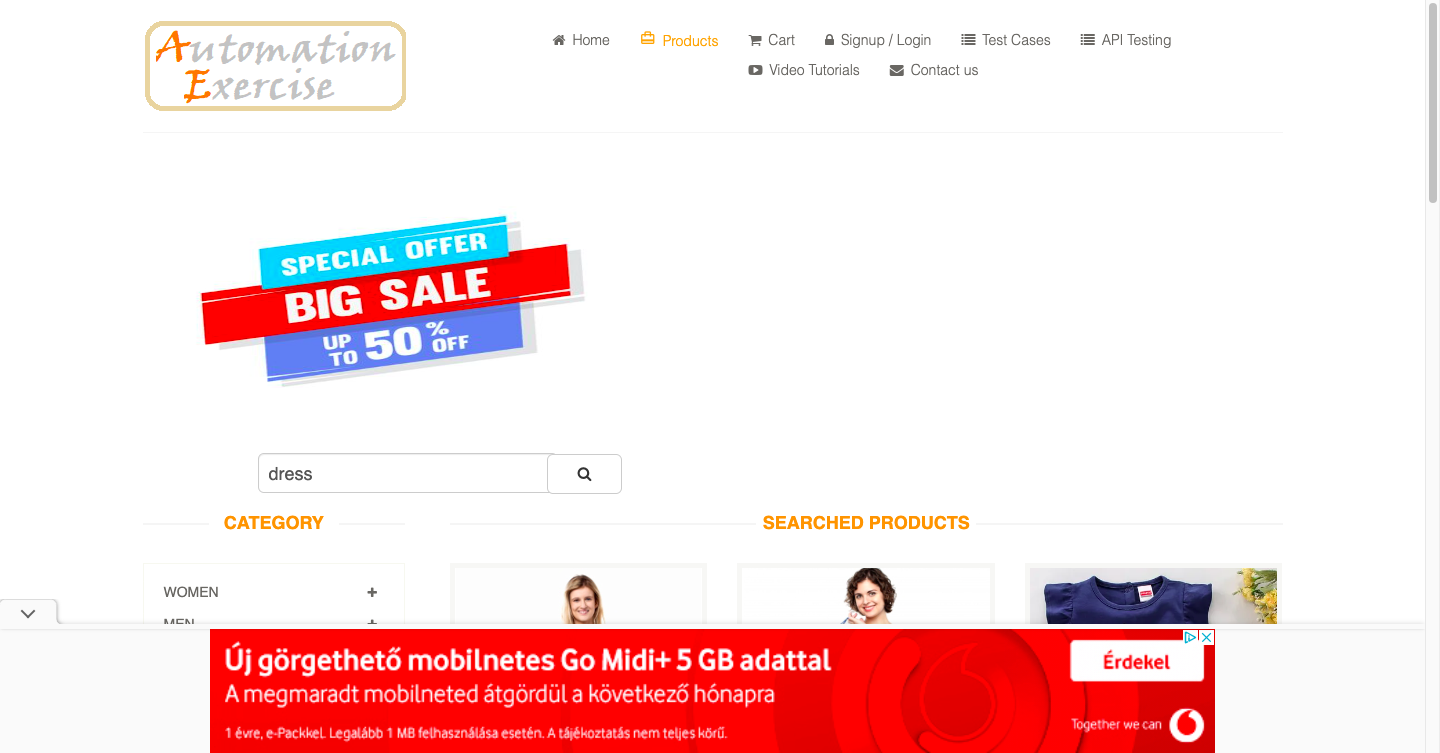 Automation
Exercise
Home
Products
Cart
Signup / Login
Test Cases
API Testing
Video Tutorials
Contact us
SPECIAL OFFER
BIG SALE
UP TO 50% OFF
dress
CATEGORY
SEARCHED PRODUCTS
WOMEN
MEN
Új görgethető mobilnetes Go Midi+ 5 GB adattal
A megmaradt mobilneted átgördül a következő hónapra
1 évre, e-Packkel. Legalább 1 MB felhasználása esetén. A tájékoztatás nem teljes körű.
Érdekel
Together we can